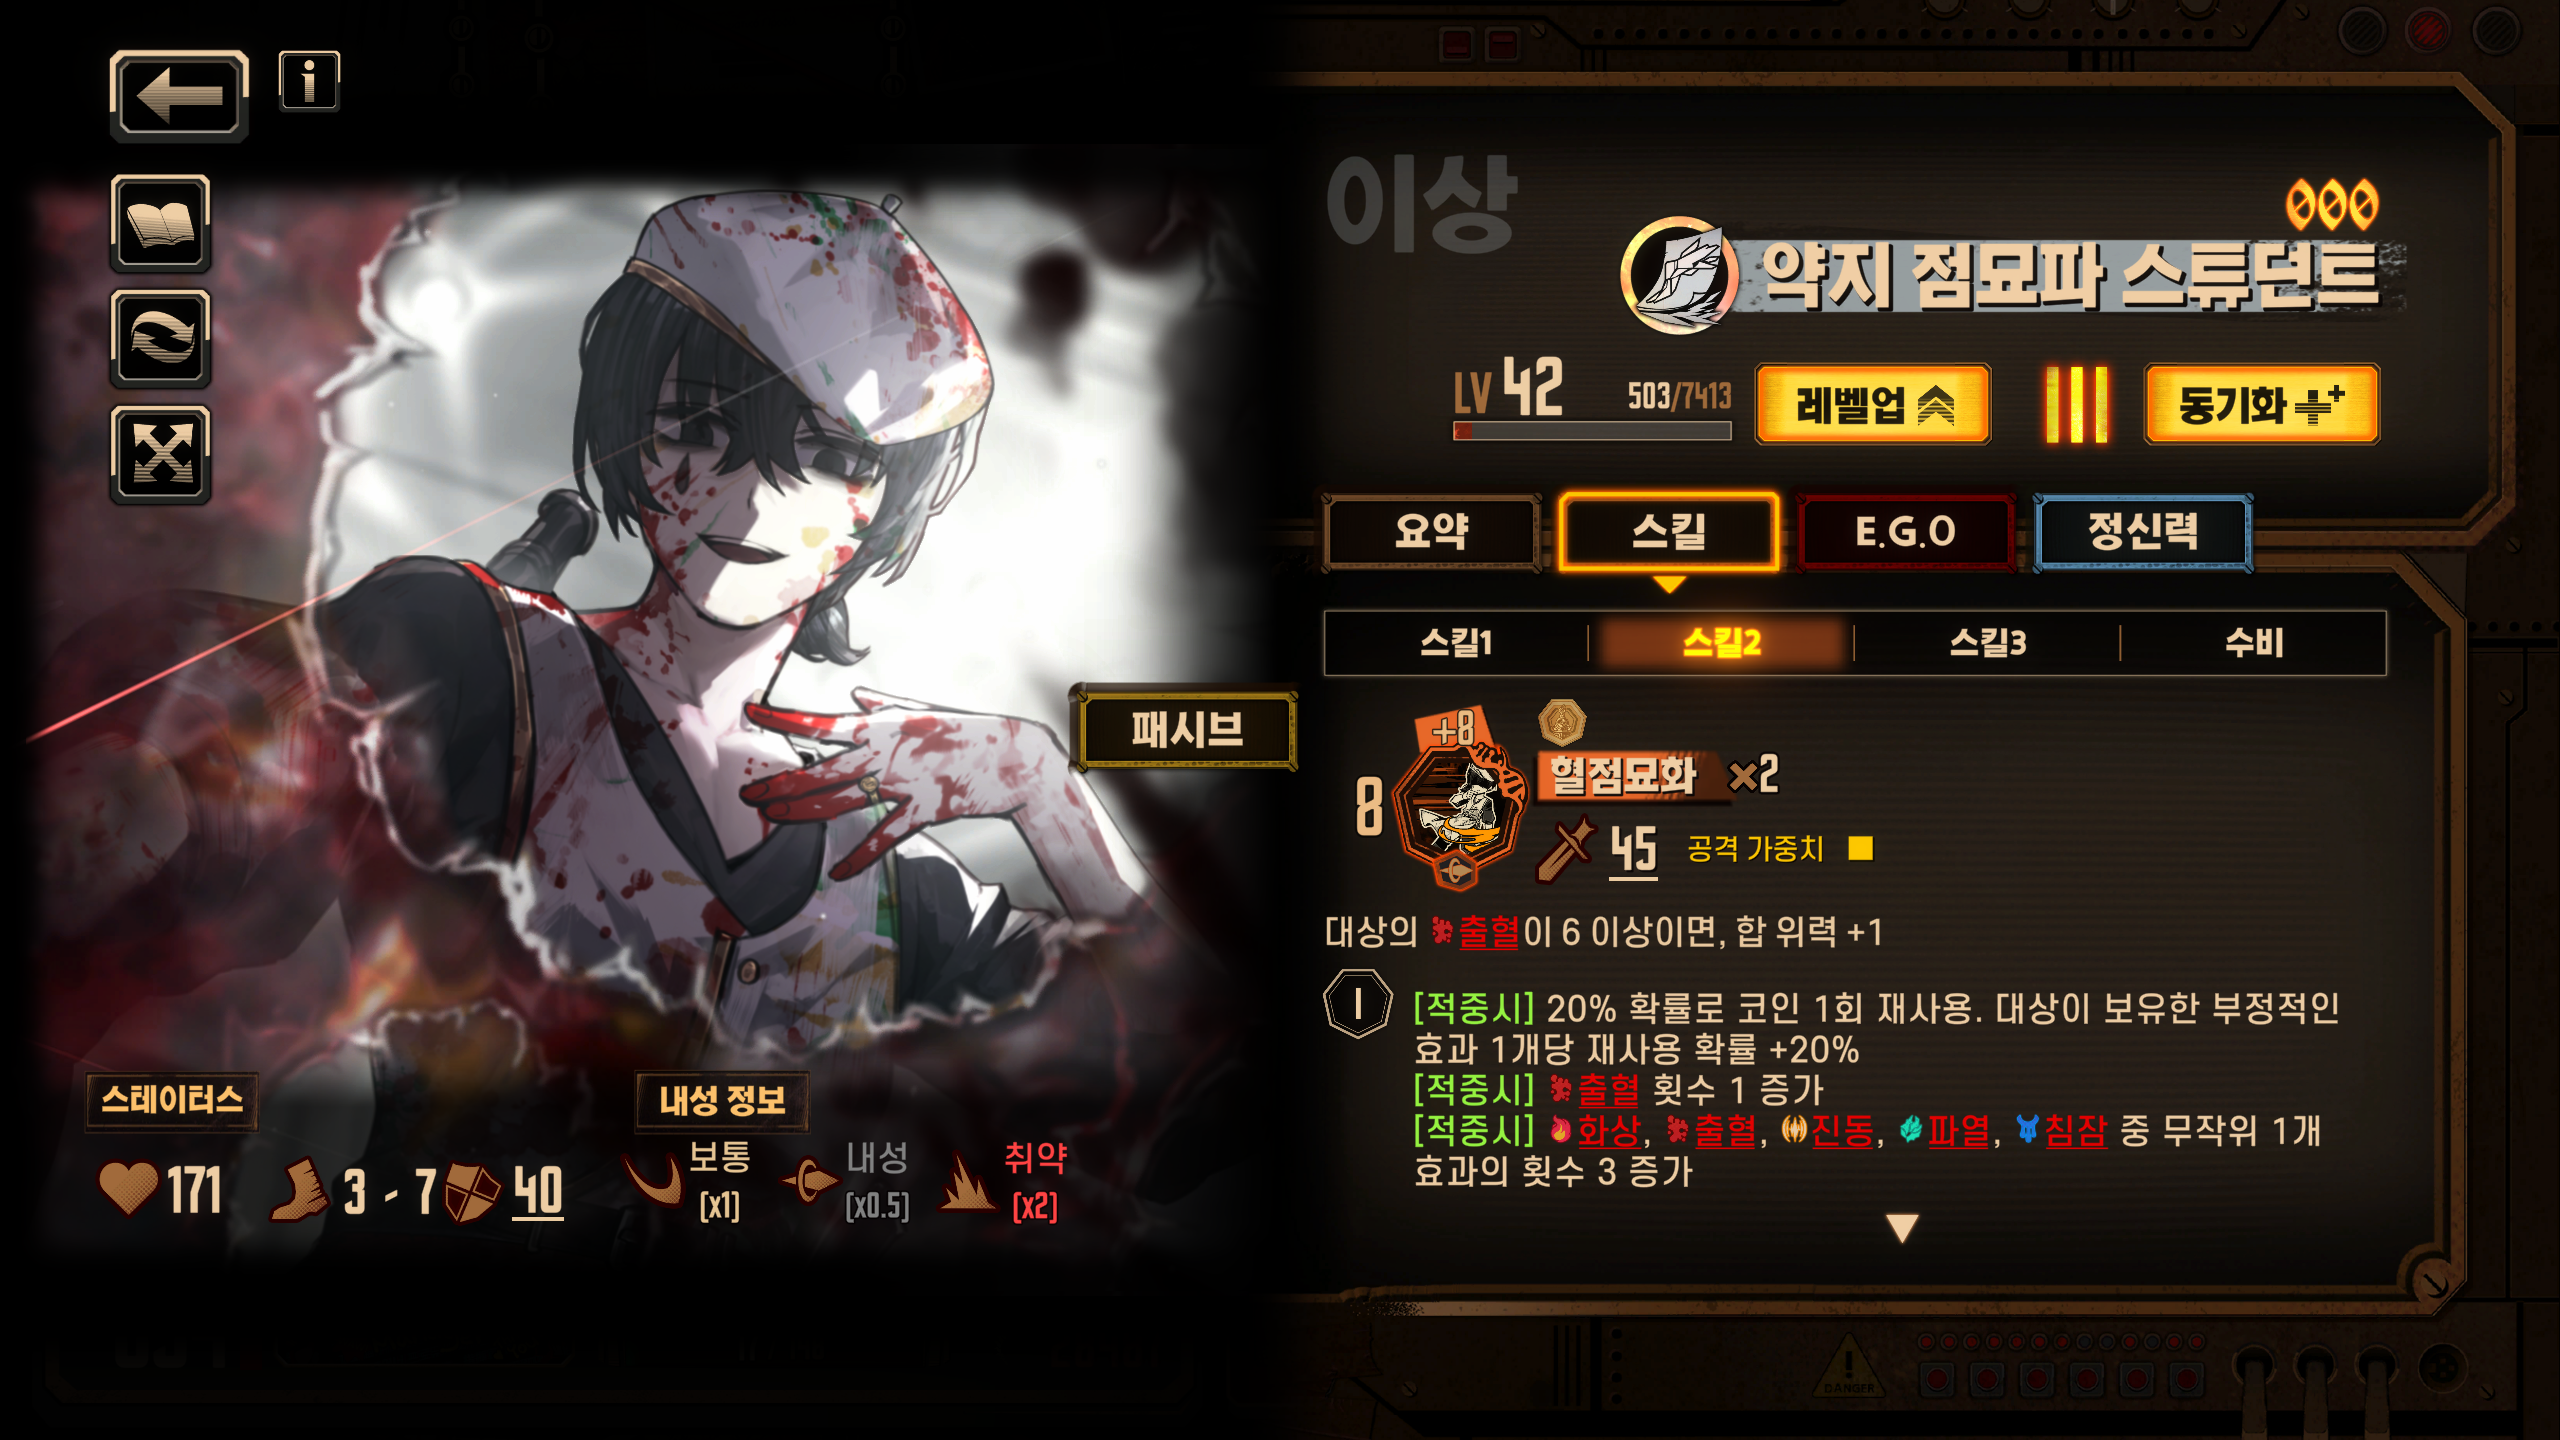 이상
약지 점묘파 스튜던트
LV 42
503/7413
레벨업
동기화
요약
스킬
E.G.O
정신력
스킬1
스킬2
스킬3
수비
패시브
+8
8
혈점묘화 ×2
45
공격 가중치
대상의 출혈이 6 이상이면, 합 위력 +1
I
[적중시] 20% 확률로 코인 1회 재사용. 대상이 보유한 부정적인
효과 1개당 재사용 확률 +20%
[적중시] 출혈 횟수 1 증가
[적중시] 화상, 출혈, 진동, 파열, 침잠 중 무작위 1개
효과의 횟수 3 증가
스테이터스
171
3 - 7
40
내성 정보
보통
[x1]
내성
[x0.5]
취약
[x2]
DANGER